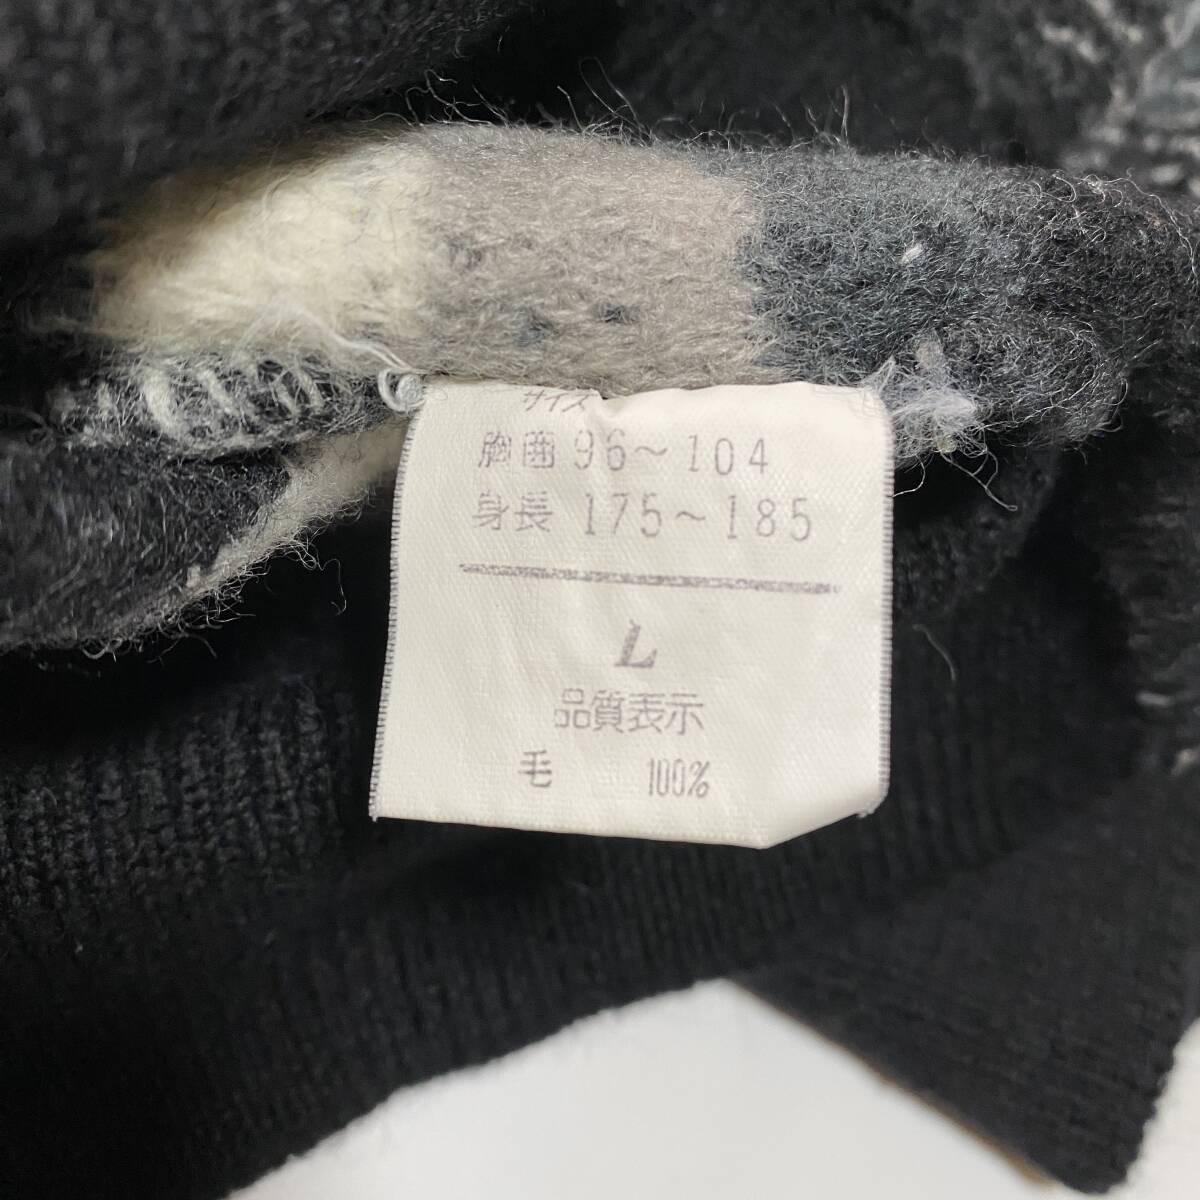 サイズ
胸囲 96～104
身長 175～185
L
品質表示
毛 100%